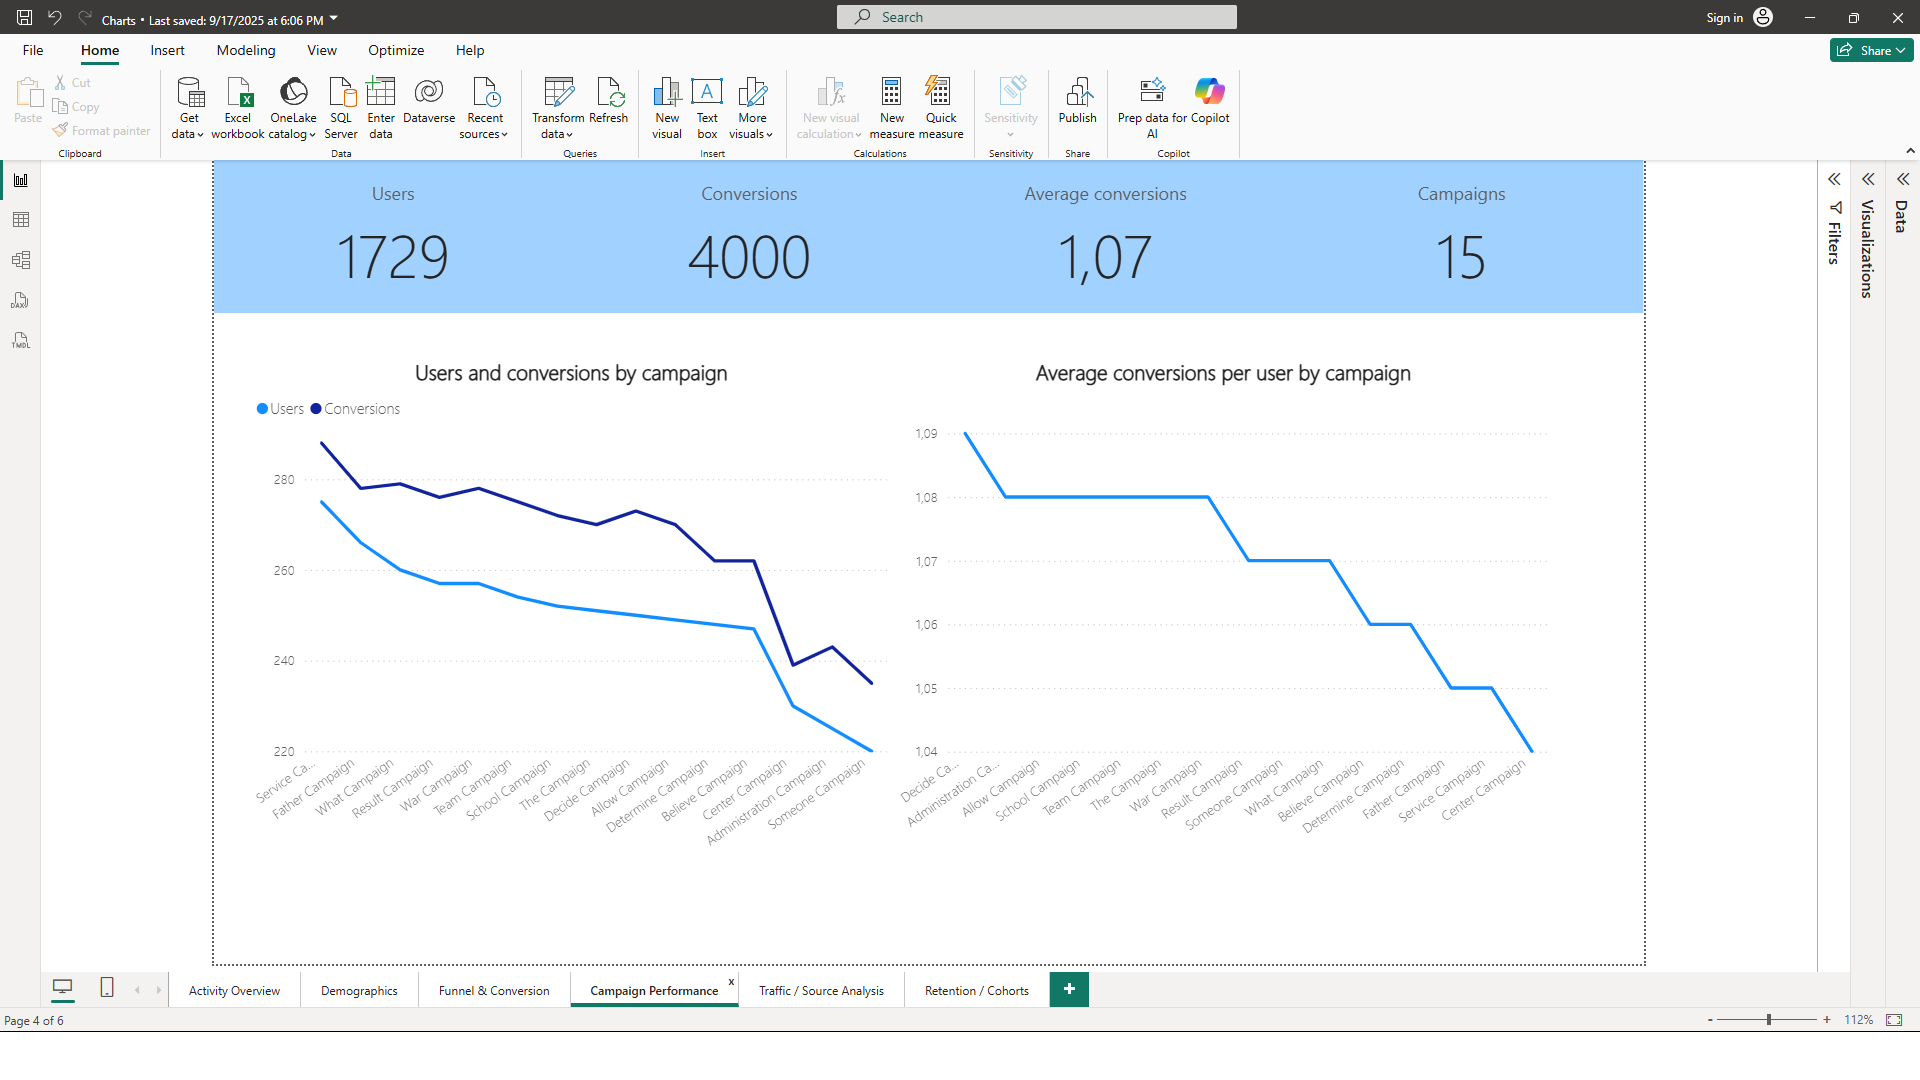 Charts • Last saved: 9/17/2025 at 6:06 PM
Search
Sign in
File Home Insert Modeling View Optimize Help
Share
Paste
Cut
Copy
Format painter
Clipboard
Get data
Excel workbook
OneLake catalog
SQL Server
Enter data
Dataverse
Recent sources
Data
Transform data
Refresh
Queries
New visual
Text box
More visuals
Insert
New visual calculation
New measure
Quick measure
Calculations
Sensitivity
Sensitivity
Publish
Share
Prep data for AI
Copilot
Copilot
DAX
TMDL
Users Conversions Average conversions Campaigns
1729 4000 1,07 15
Users and conversions by campaign
Users Conversions
280
260
240
220
Service Ca...
Father Campaign
What Campaign
Result Campaign
War Campaign
Team Campaign
School Campaign
The Campaign
Decide Campaign
Allow Campaign
Determine Campaign
Believe Campaign
Center Campaign
Administration Campaign
Someone Campaign
Average conversions per user by campaign
1,09
1,08
1,07
1,06
1,05
1,04
Decide Ca...
Administration Ca...
Allow Campaign
School Campaign
Team Campaign
The Campaign
War Campaign
Result Campaign
Someone Campaign
What Campaign
Believe Campaign
Determine Campaign
Father Campaign
Service Campaign
Center Campaign
Filters
Visualizations
Data
Activity Overview Demographics Funnel & Conversion Campaign Performance x Traffic / Source Analysis Retention / Cohorts +
Page 4 of 6
- + 112%